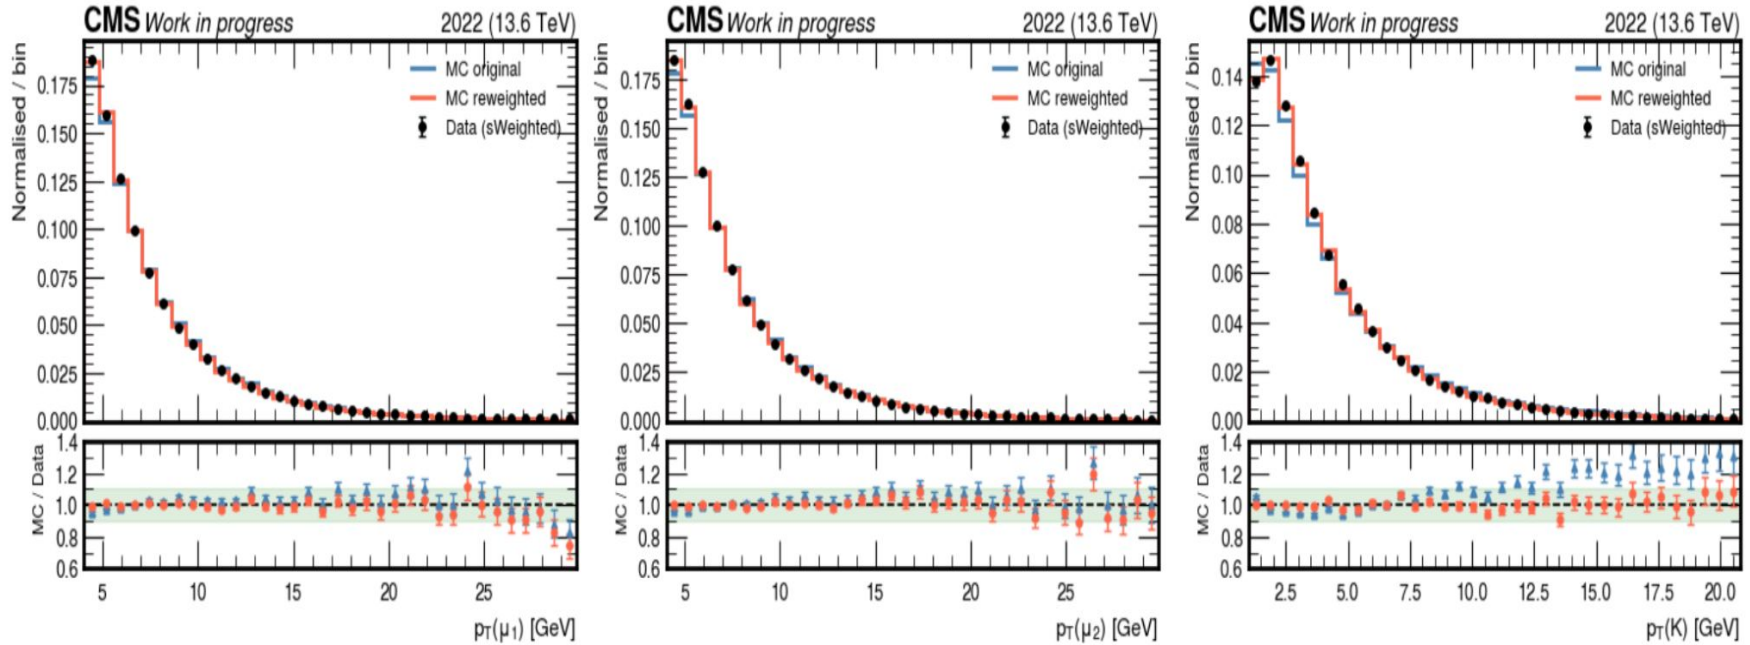 CMS Work in progress 2022 (13.6 TeV)
Normalised / bin
0.175
0.150
0.125
0.100
0.075
0.050
0.025
0.000
MC original
MC reweighted
Data (sWeighted)
MC / Data
1.4
1.2
1.0
0.8
0.6
5 10 15 20 25
pT(μ1) [GeV]
CMS Work in progress 2022 (13.6 TeV)
Normalised / bin
0.175
0.150
0.125
0.100
0.075
0.050
0.025
0.000
MC original
MC reweighted
Data (sWeighted)
MC / Data
1.4
1.2
1.0
0.8
0.6
5 10 15 20 25
pT(μ2) [GeV]
CMS Work in progress 2022 (13.6 TeV)
Normalised / bin
0.14
0.12
0.10
0.08
0.06
0.04
0.02
0.00
MC original
MC reweighted
Data (sWeighted)
MC / Data
1.4
1.2
1.0
0.8
0.6
2.5 5.0 7.5 10.0 12.5 15.0 17.5 20.0
pT(K) [GeV]